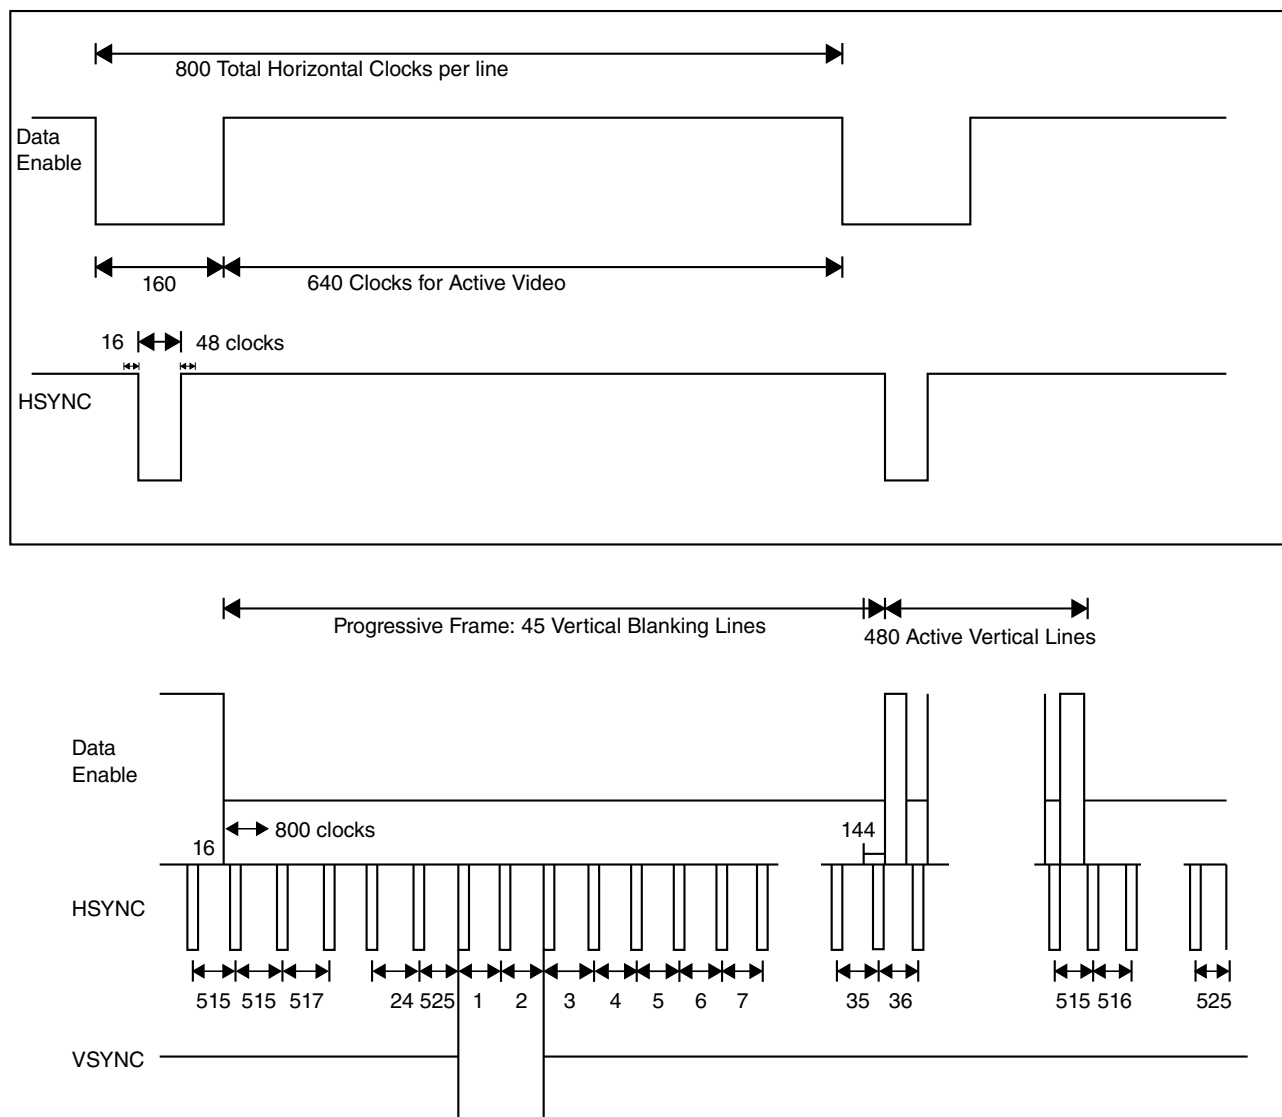 800 Total Horizontal Clocks per line
Data
Enable
160
640 Clocks for Active Video
16
48 clocks
HSYNC
Progressive Frame: 45 Vertical Blanking Lines
480 Active Vertical Lines
Data
Enable
800 clocks
144
16
HSYNC
515 515 517 24 525 1 2 3 4 5 6 7 35 36 515 516 525
VSYNC